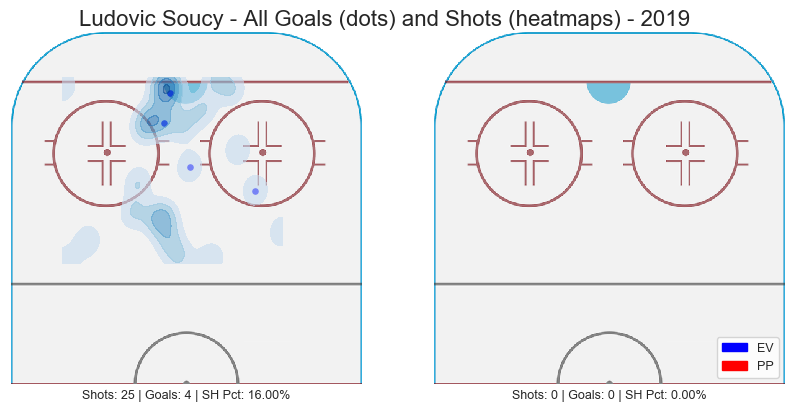 Ludovic Soucy - All Goals (dots) and Shots (heatmaps) - 2019
EV
PP
Shots: 25 | Goals: 4 | SH Pct: 16.00%
Shots: 0 | Goals: 0 | SH Pct: 0.00%